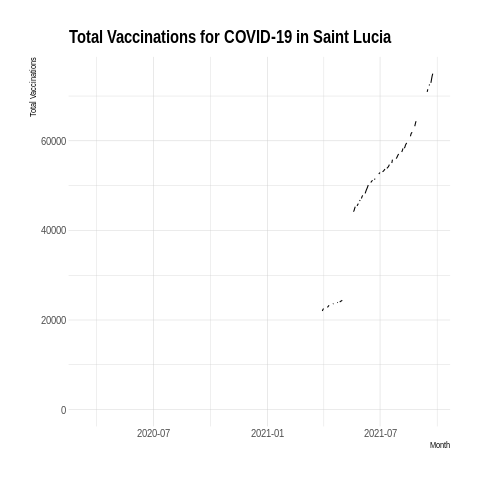 Total Vaccinations for COVID-19 in Saint Lucia
Total Vaccinations
60000
40000
20000
0
2020-07 2021-01 2021-07
Month